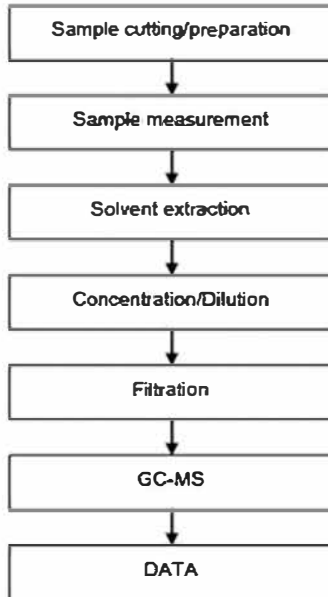 Sample cutting/preparation
Sample measurement
Solvent extraction
Concentration/Dilution
Filtration
GC-MS
DATA